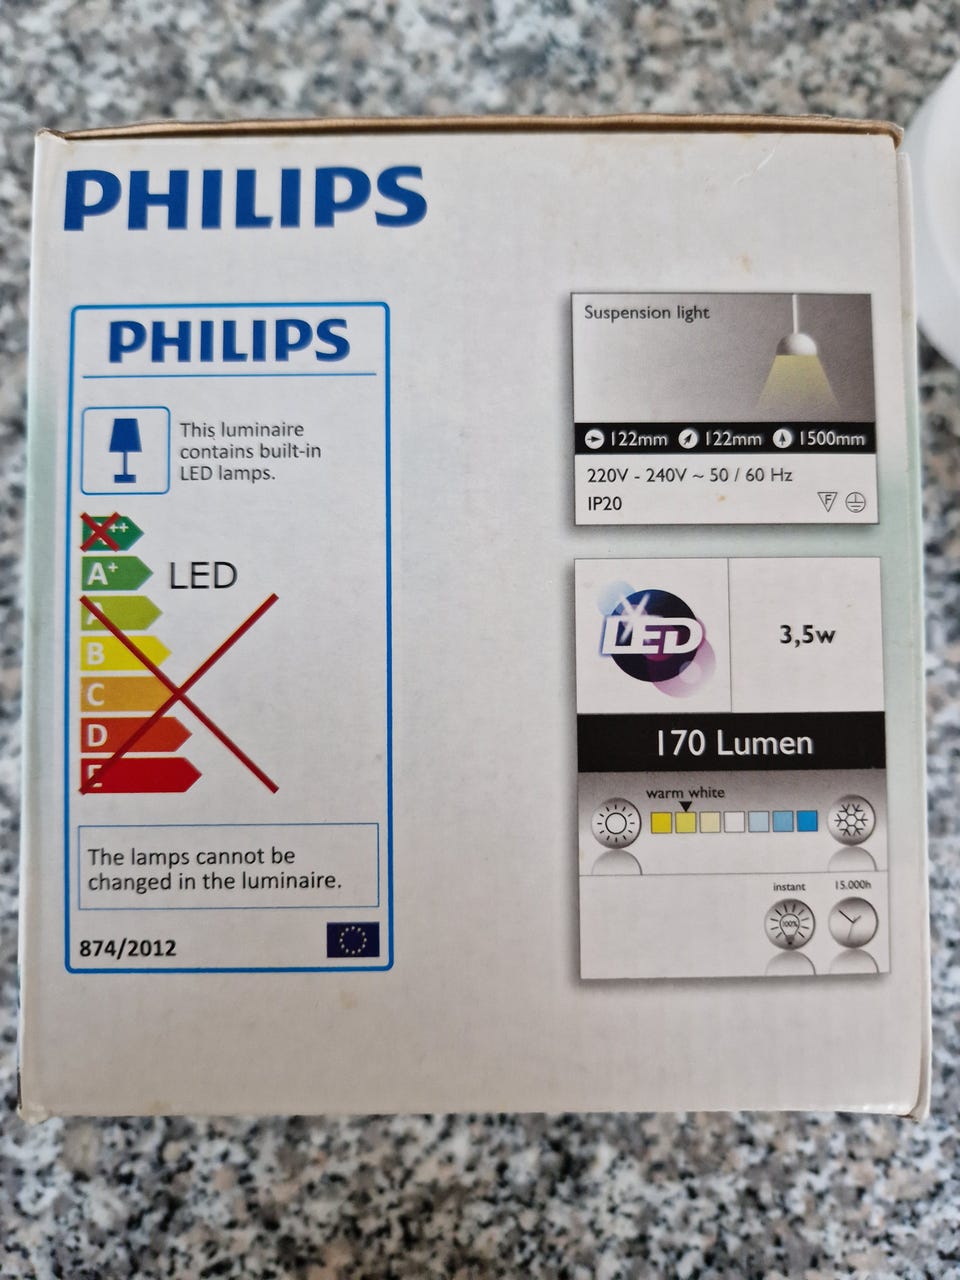 PHILIPS
PHILIPS
This luminaire
contains built-in
LED lamps.
A++
A+ LED
A
B
C
D
E
The lamps cannot be
changed in the luminaire.
874/2012
Suspension light
122mm 122mm 1500mm
220V - 240V ~ 50 / 60 Hz
IP20
F
LED
3,5w
170 Lumen
warm white
instant 15.000h
100%